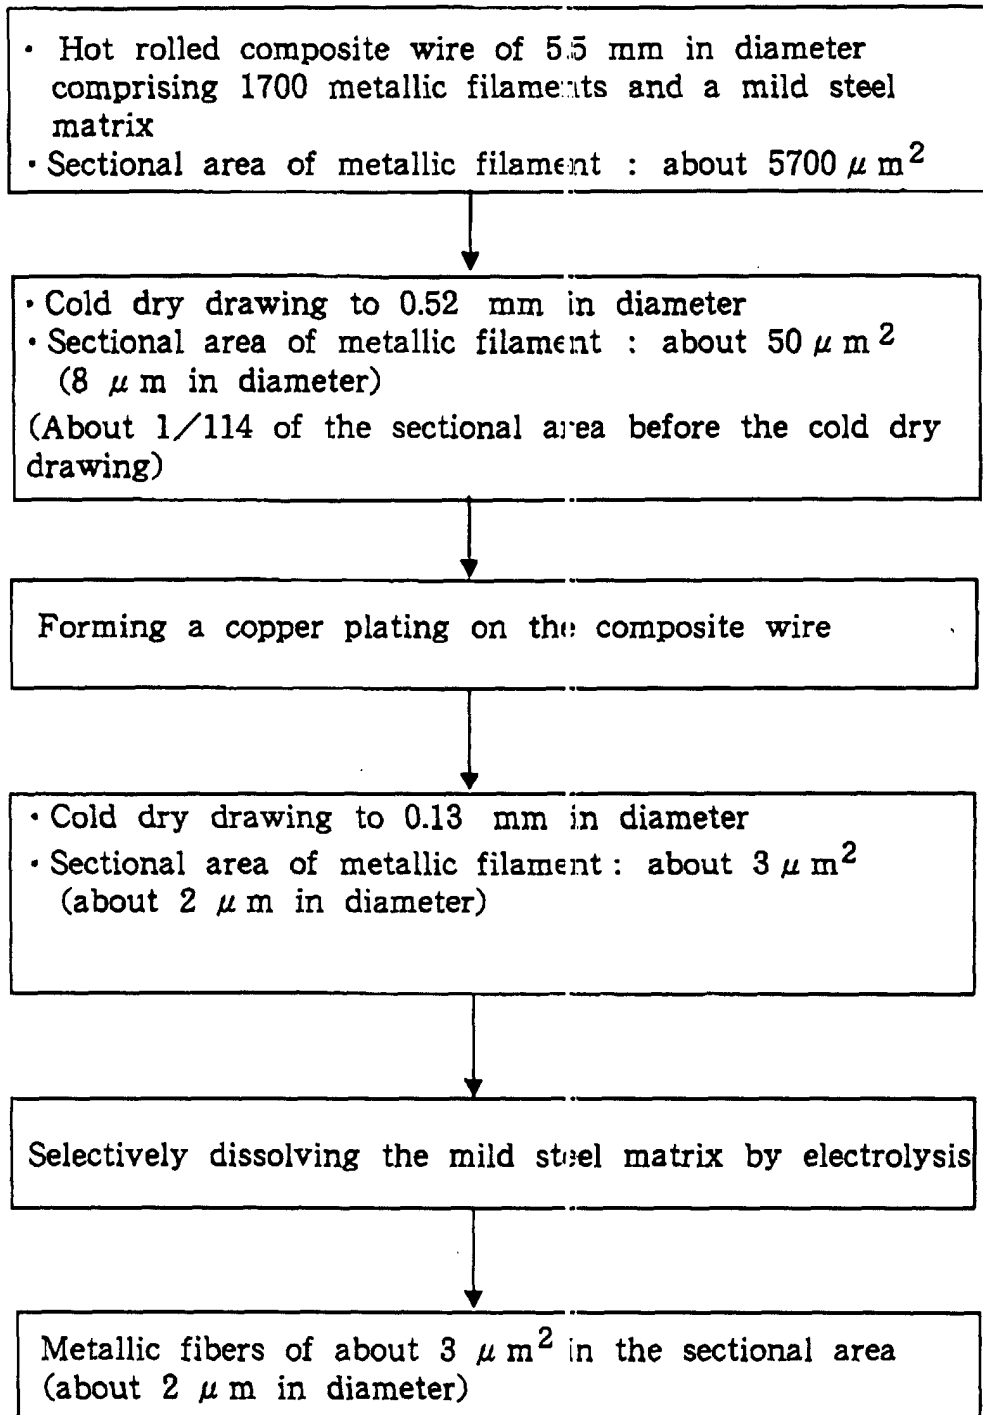 · Hot rolled composite wire of 5.5 mm in diameter
comprising 1700 metallic filaments and a mild steel
matrix
· Sectional area of metallic filament : about 5700 μm²
· Cold dry drawing to 0.52 mm in diameter
· Sectional area of metallic filament : about 50 μm²
(8 μm in diameter)
(About 1/114 of the sectional area before the cold dry
drawing)
Forming a copper plating on the composite wire
· Cold dry drawing to 0.13 mm in diameter
· Sectional area of metallic filament : about 3 μm²
(about 2 μm in diameter)
Selectively dissolving the mild steel matrix by electrolysis
Metallic fibers of about 3 μm² in the sectional area
(about 2 μm in diameter)